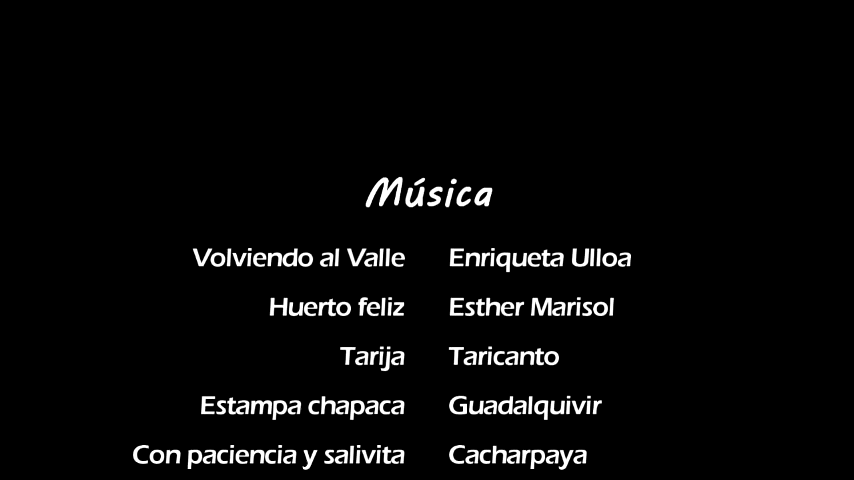 Música
Volviendo al Valle Enriqueta Ulloa
Huerto feliz Esther Marisol
Tarija Taricanto
Estampa chapaca Guadalquivir
Con paciencia y salivita Cacharpaya